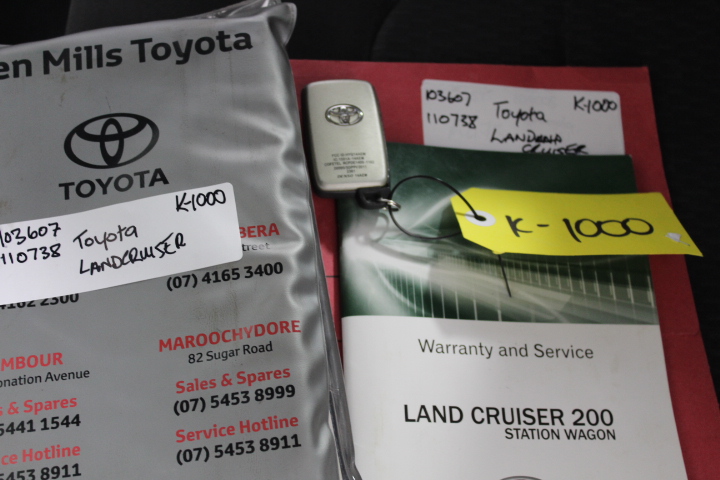 en Mills Toyota
TOYOTA
103607
110738
Toyota
LANDCRUISER
K-1000
BERA
treet
(07) 4165 3400
4162 2300
MAROOCHYDORE
82 Sugar Road
Sales & Spares
(07) 5453 8999
Service Hotline
(07) 5453 8911
MBOUR
onation Avenue
s & Spares
5441 1544
ce Hotline
5453 8911
103607
110738
Toyota
CRUISER
K-1000
K-1000
Warranty and Service
LAND CRUISER 200
STATION WAGON